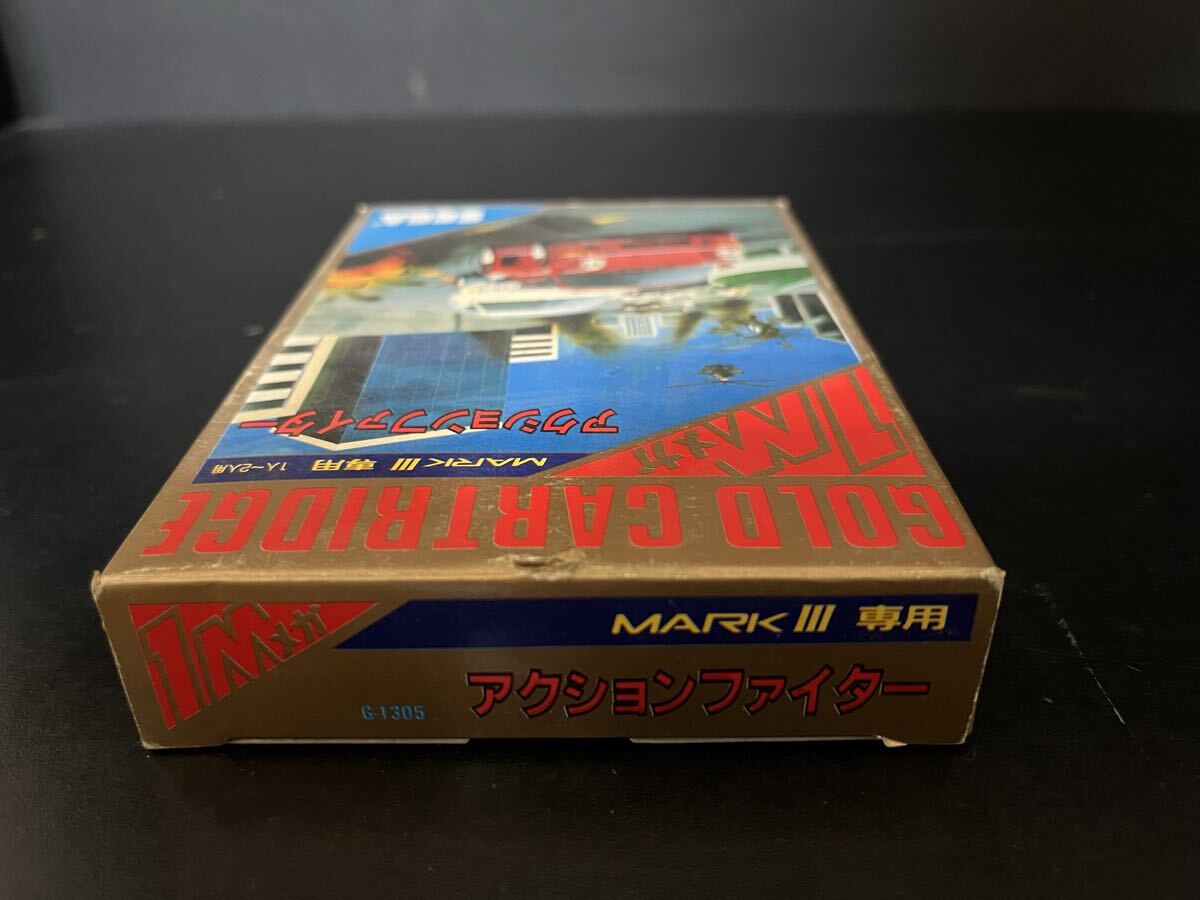 SEGA
アクションファイター
MARK III 専用 1人〜2人用
1Mメガ
GOLD CARTRIDGE
1Mメガ
MARK III 専用
アクションファイター
G-1305